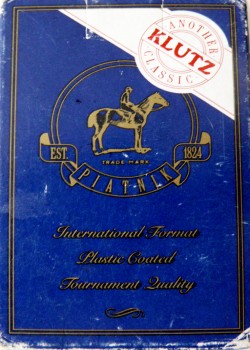 ANOTHER
KLUTZ
CLASSIC
EST. 1824
TRADE MARK
PIATNIK
International Format
Plastic Coated
Tournament Quality